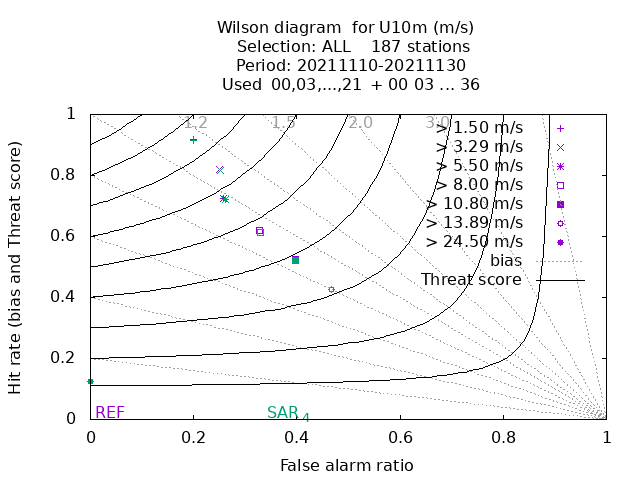 Wilson diagram  for U10m (m/s)
Selection: ALL    187 stations
Period: 20211110-20211130
Used  00,03,...,21  + 00 03 ... 36
Hit rate (bias and Threat score)
1
0.8
0.6
0.4
0.2
0
1.2
1.5
2.0
3.0
> 1.50 m/s
> 3.29 m/s
> 5.50 m/s
> 8.00 m/s
> 10.80 m/s
> 13.89 m/s
> 24.50 m/s
bias
Threat score
REF
SAR 4
0 0.2 0.4 0.6 0.8 1
False alarm ratio